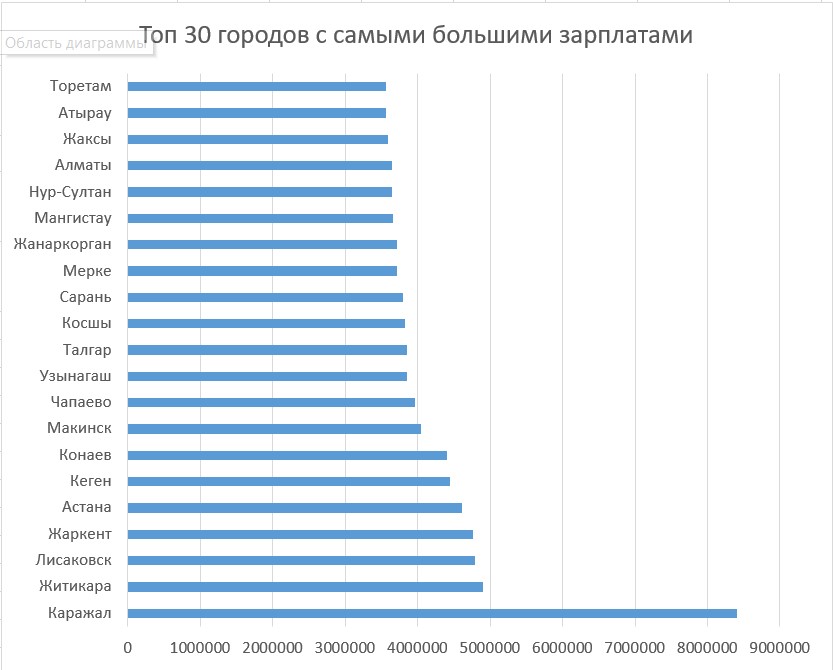 Топ 30 городов с самыми большими зарплатами
Область диаграммы
Торетам
Атырау
Жаксы
Алматы
Нур-Султан
Мангистау
Жанаркорган
Мерке
Сарань
Косшы
Талгар
Узынагаш
Чапаево
Макинск
Конаев
Кеген
Астана
Жаркент
Лисаковск
Житикара
Каражал
0 1000000 2000000 3000000 4000000 5000000 6000000 7000000 8000000 9000000